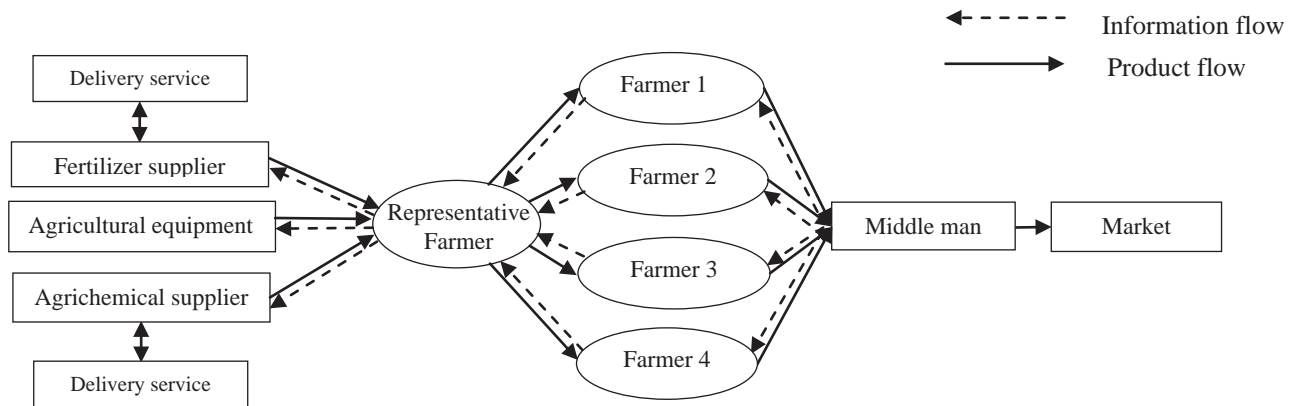 Information flow
Product flow
Delivery service
Fertilizer supplier
Agricultural equipment
Agrichemical supplier
Delivery service
Representative
Farmer
Farmer 1
Farmer 2
Farmer 3
Farmer 4
Middle man
Market